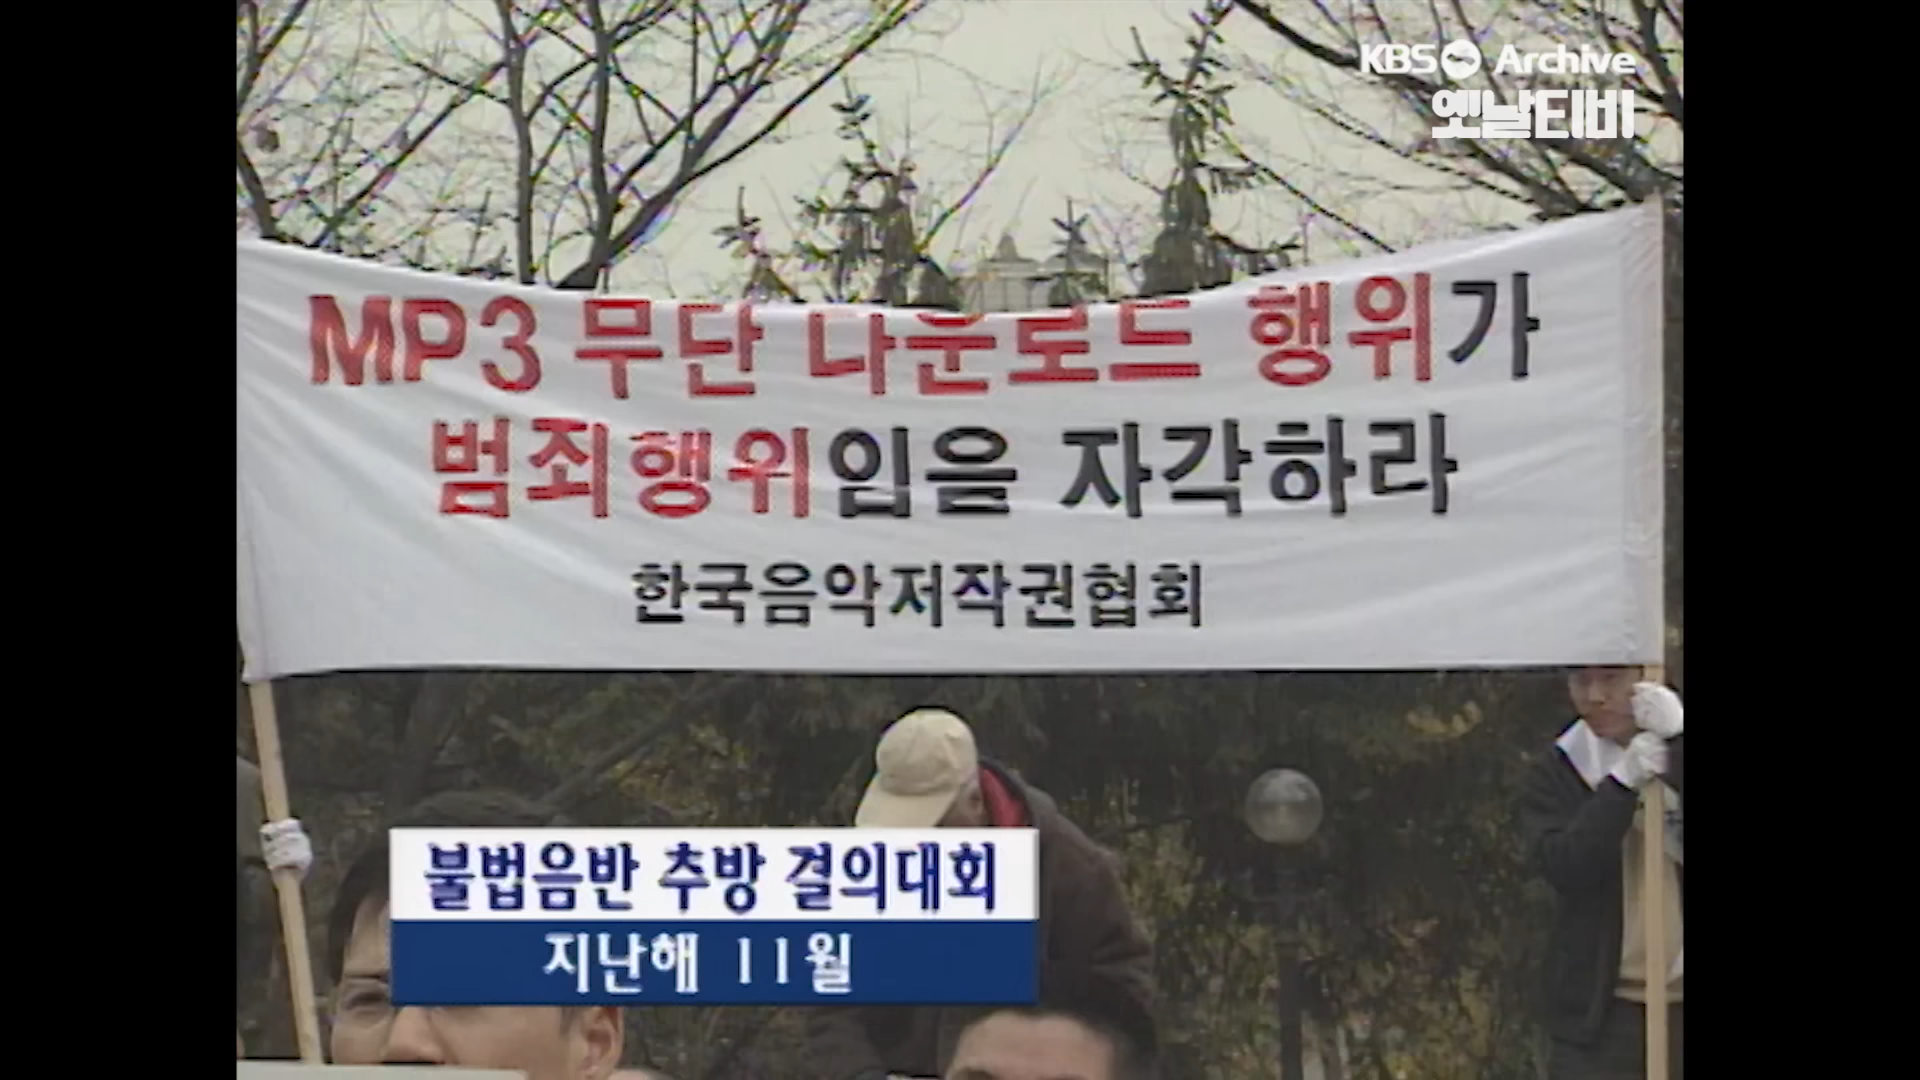 KBS Archive
옛날티비
MP3 무단 다운로드 행위가
범죄행위임을 자각하라
한국음악저작권협회
불법음반 추방 결의대회
지난해 11월